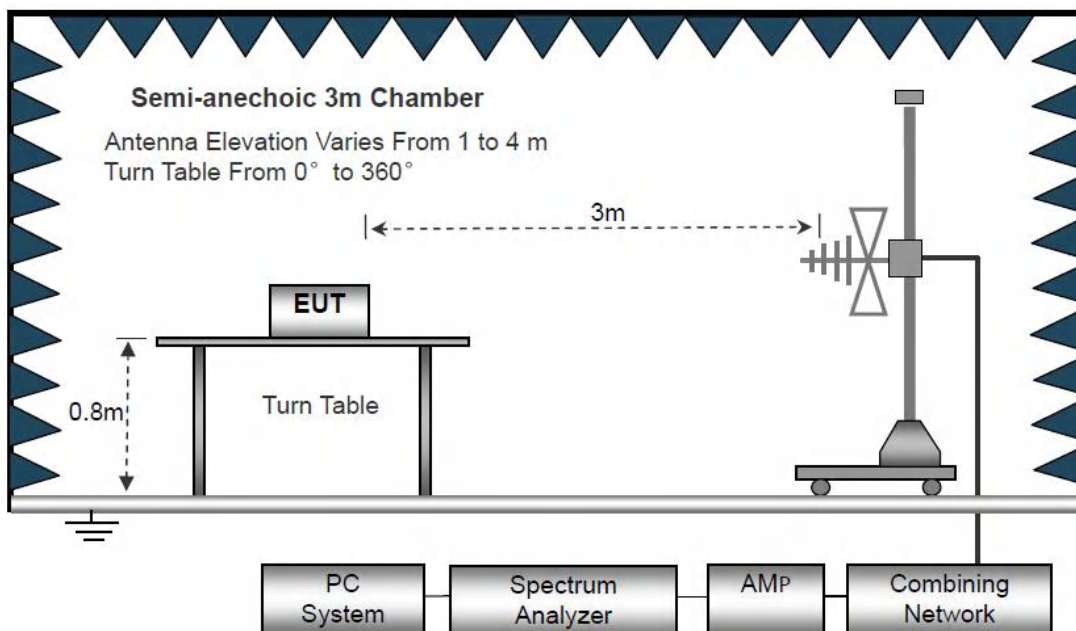 Semi-anechoic 3m Chamber
Antenna Elevation Varies From 1 to 4 m
Turn Table From 0° to 360°
3m
EUT
0.8m
Turn Table
PC
System
Spectrum
Analyzer
AMP
Combining
Network